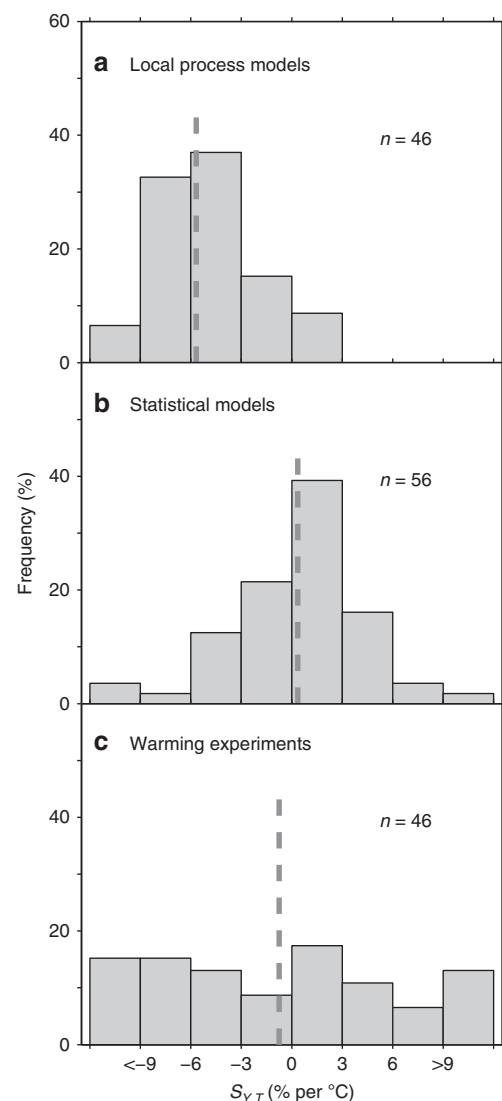 60
a Local process models
n = 46
40
20
0
b Statistical models
n = 56
40
20
0
c Warming experiments
n = 46
40
20
0
Frequency (%)
<–9 –6 –3 0 3 6 >9
S Y,T (% per °C)